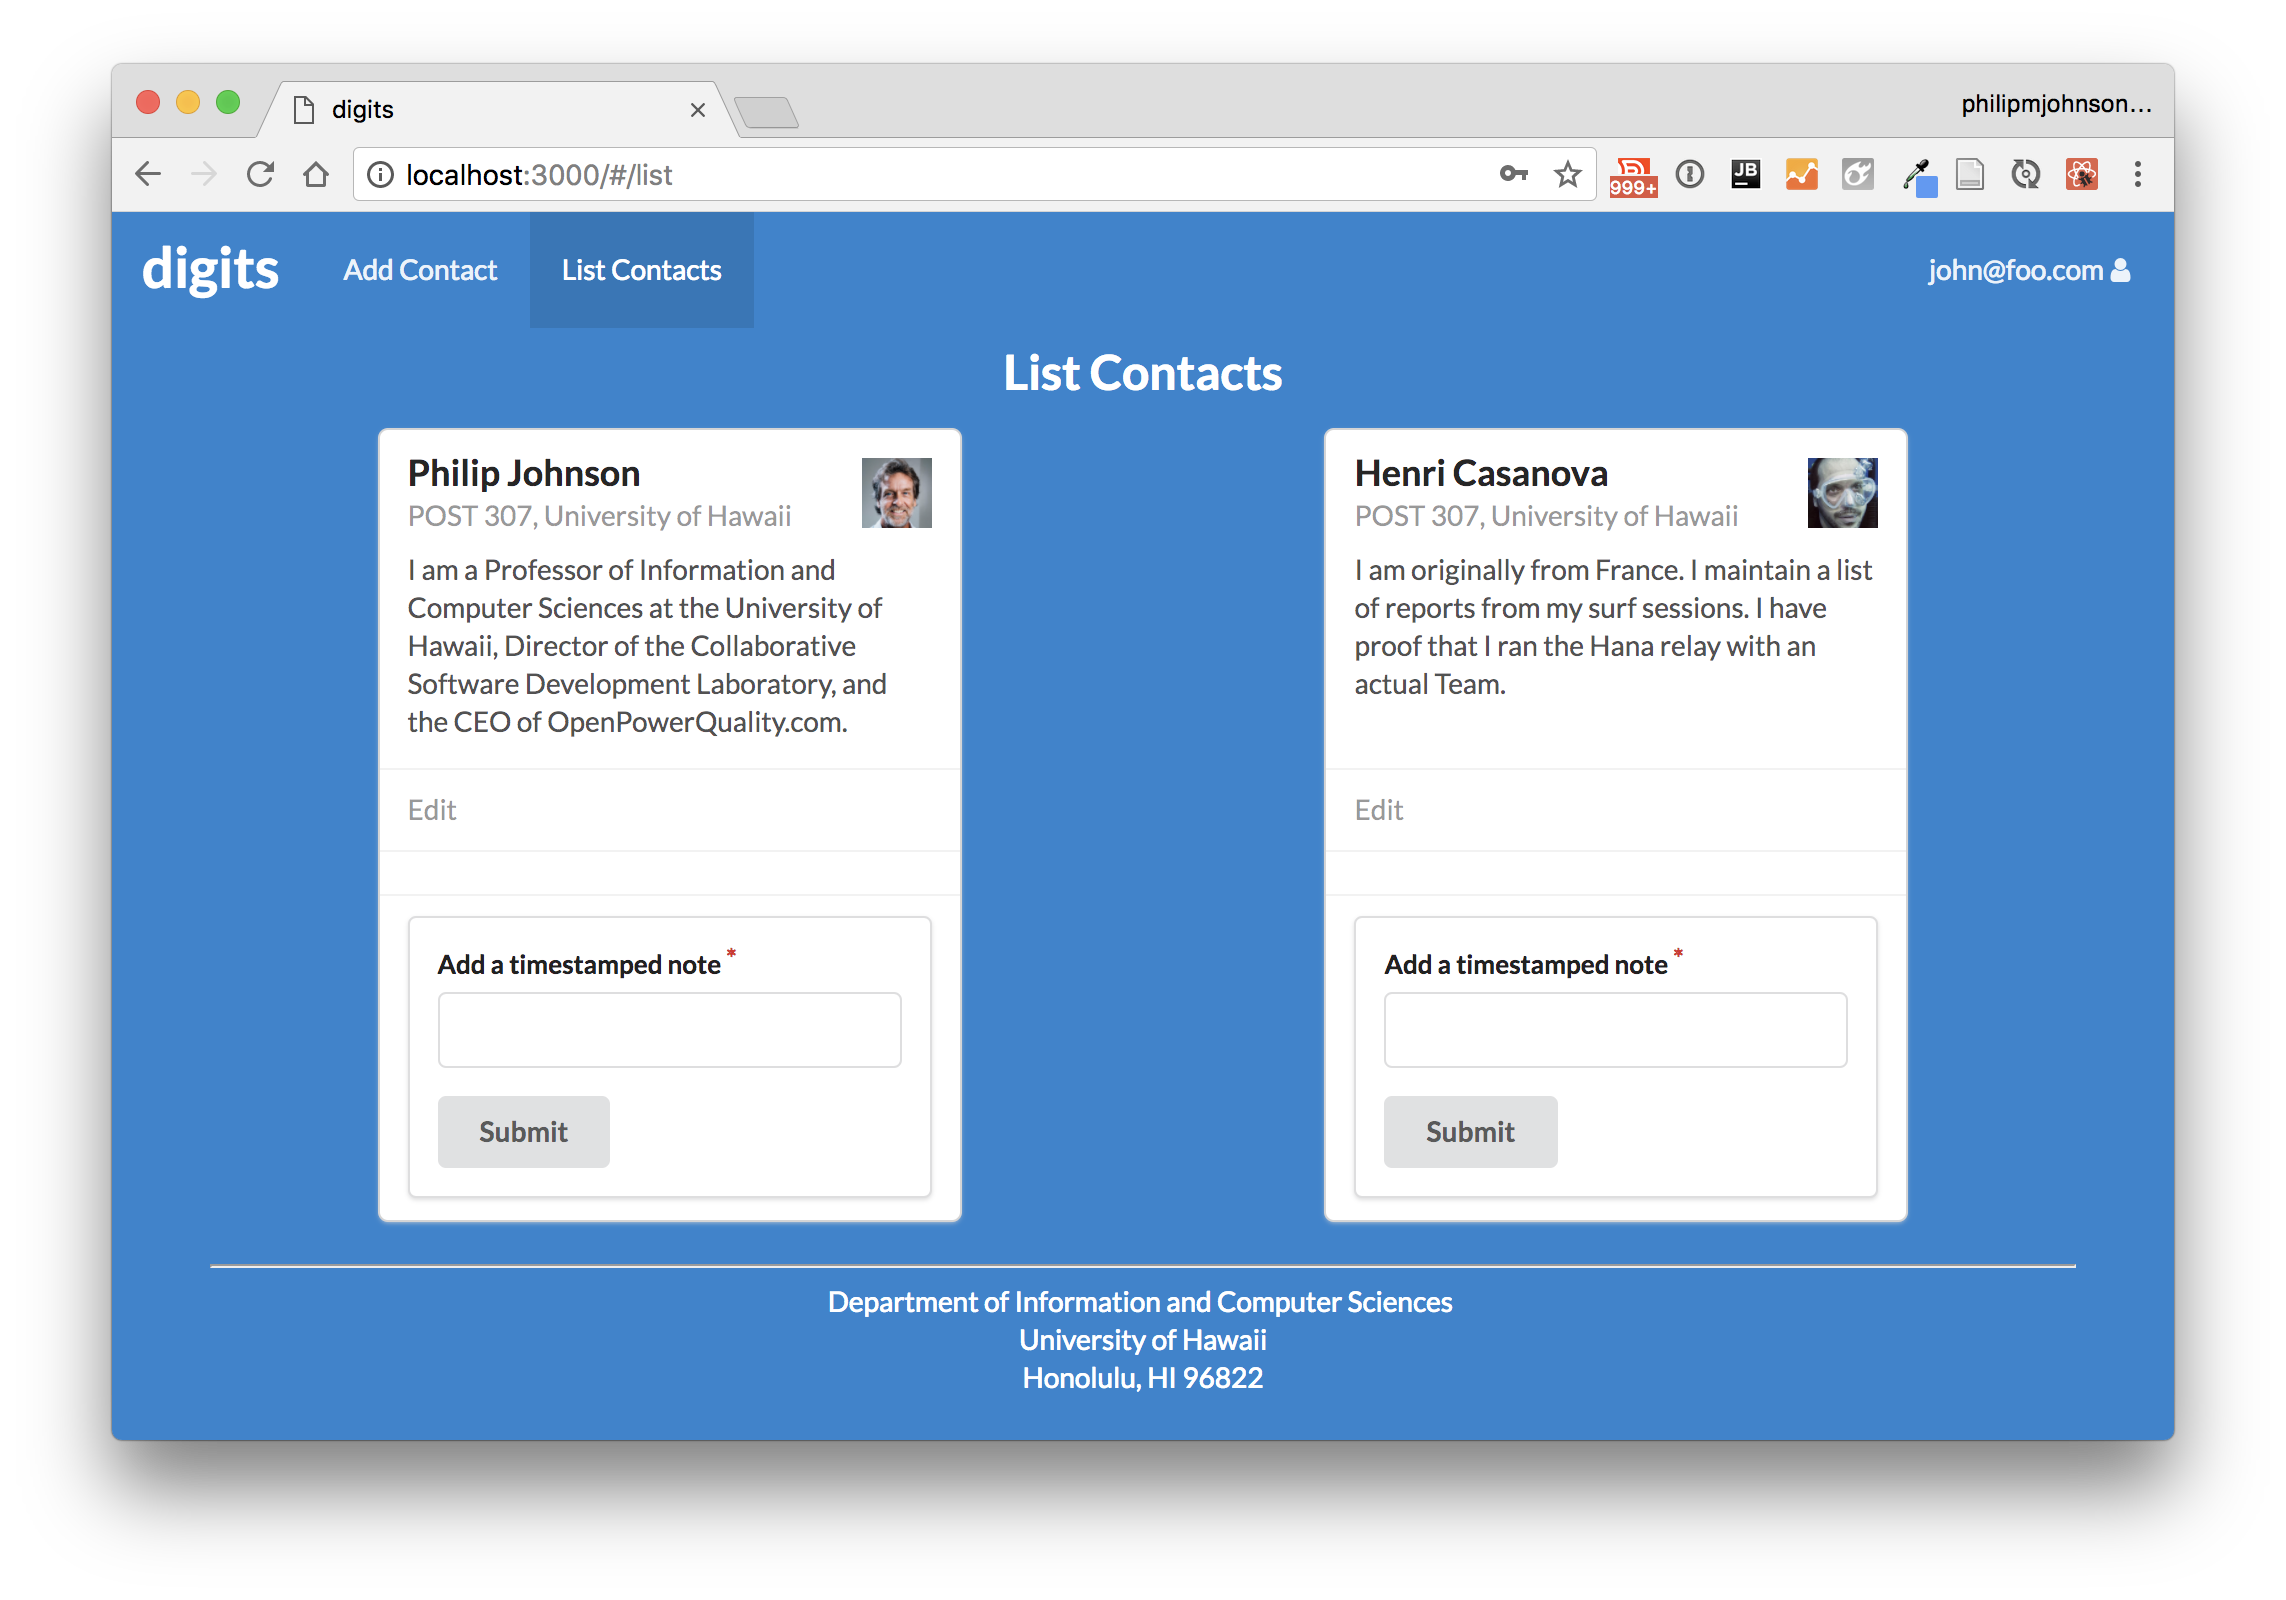 digits
philipmjohnson...
localhost:3000/#/list
999+
JB
digits
Add Contact
List Contacts
john@foo.com
List Contacts
Philip Johnson
POST 307, University of Hawaii
I am a Professor of Information and
Computer Sciences at the University of
Hawaii, Director of the Collaborative
Software Development Laboratory, and
the CEO of OpenPowerQuality.com.
Edit
Add a timestamped note *
Submit
Henri Casanova
POST 307, University of Hawaii
I am originally from France. I maintain a list
of reports from my surf sessions. I have
proof that I ran the Hana relay with an
actual Team.
Edit
Add a timestamped note *
Submit
Department of Information and Computer Sciences
University of Hawaii
Honolulu, HI 96822